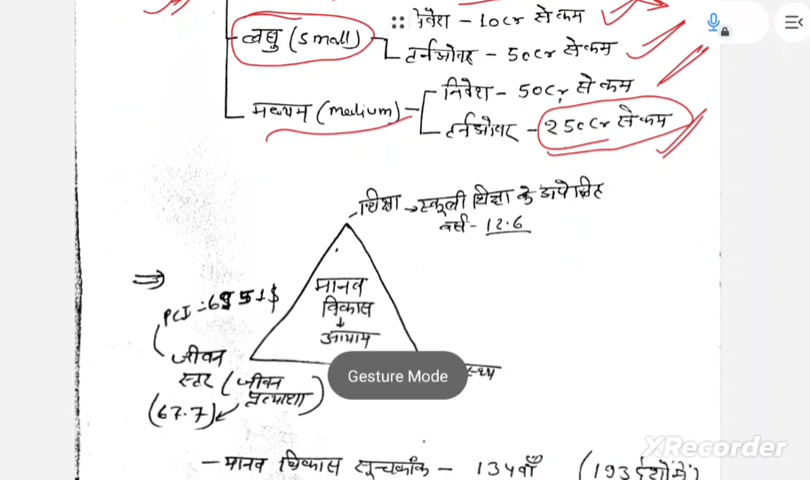 निवेश - 10Cr से कम
लघु (Small)
टर्नओवर - 50Cr से कम
निवेश - 50Cr से कम
मध्यम (medium)
टर्नओवर - 250Cr से कम
शिक्षा → स्कूली शिक्षा के अपेक्षित
वर्ष - 12.6
⇒
मानव
विकास
↓
आयाम
PCI = 6951$
जीवन
स्तर (जीवन
प्रत्याशा)
(67.7)
Gesture Mode
- मानव विकास सूचकांक - 134वाँ (193 देशों में)
XRecorder